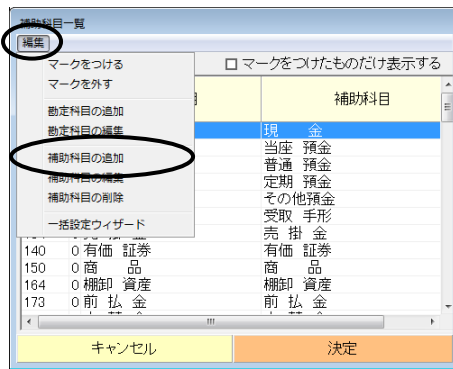 補助科目一覧
編集
マークをつける
□ マークをつけたものだけ表示する
マークを外す
勘定科目の追加
勘定科目の編集
補助科目の追加
補助科目の編集
補助科目の削除
一括設定ウィザード
補助科目
現　　金
当座 預金
普通 預金
定期 預金
その他預金
受取 手形
売 掛 金
140 0 有価 証券 有価 証券
150 0 商　　品 商　　品
164 0 棚卸 資産 棚卸 資産
173 0 前 払 金 前 払 金
キャンセル 決定